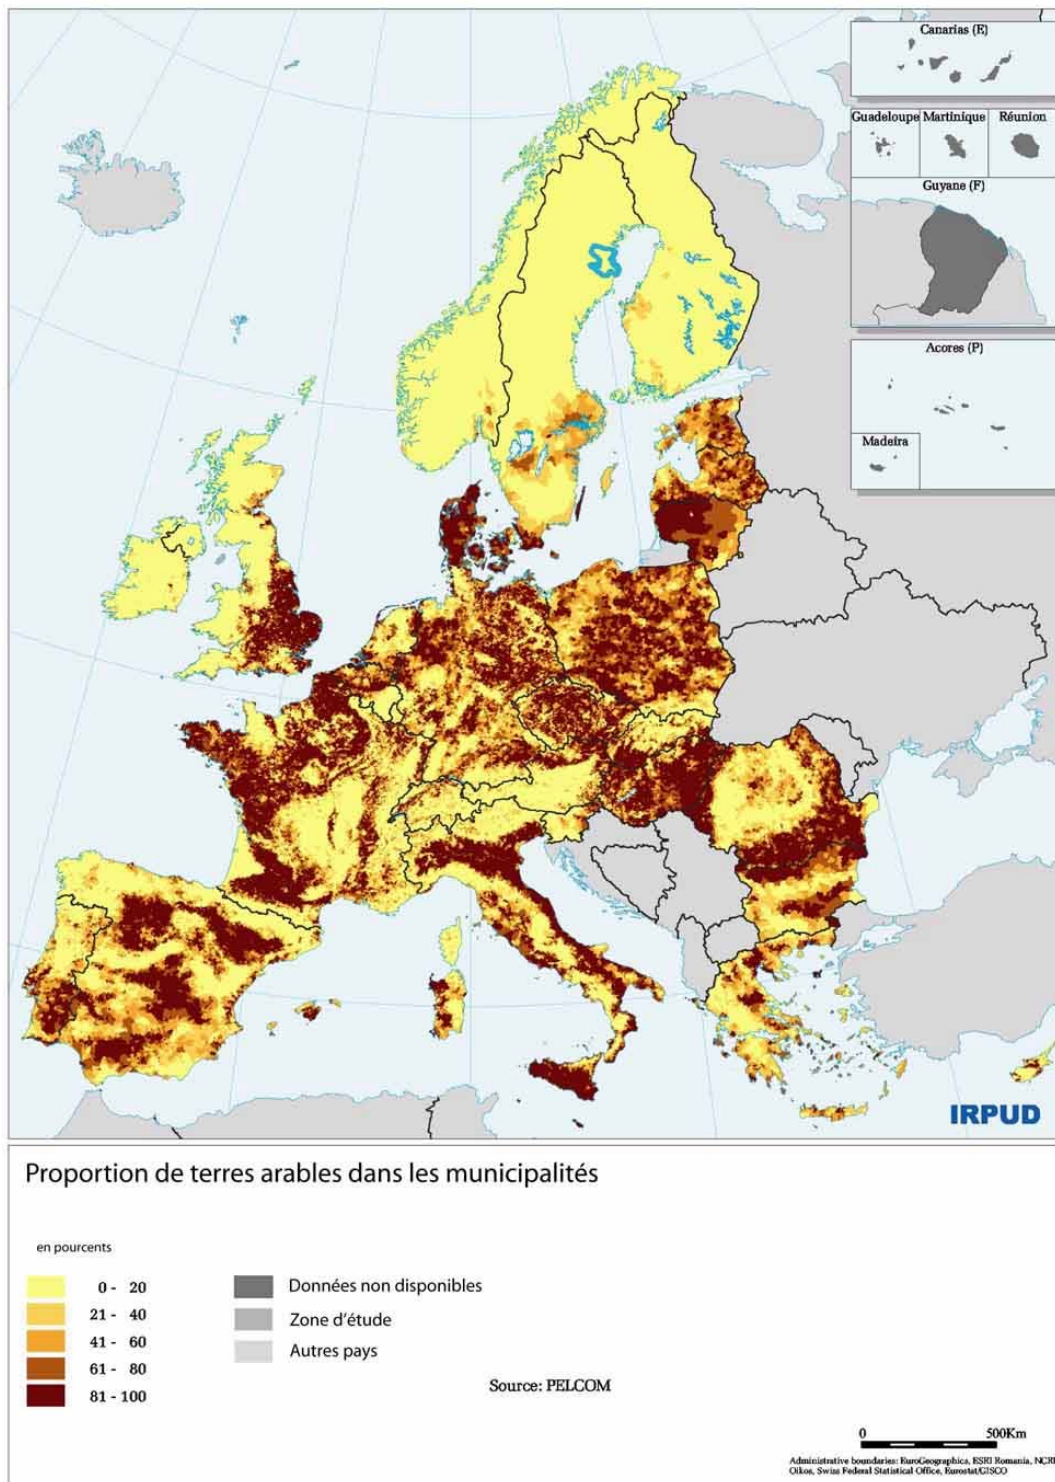 Canarias (E)
Guadeloupe Martinique Réunion
Guyane (F)
Acores (P)
Madeira
IRPUD
Proportion de terres arables dans les municipalités
en pourcents
0 - 20
21 - 40
41 - 60
61 - 80
81 - 100
Données non disponibles
Zone d'étude
Autres pays
Source: PELCOM
0 500Km
Administrative boundaries: EuroGeographics, ESRI Romania, NCRD
Oikos, Swiss Federal Statistical Office, Eurostat/GISCO